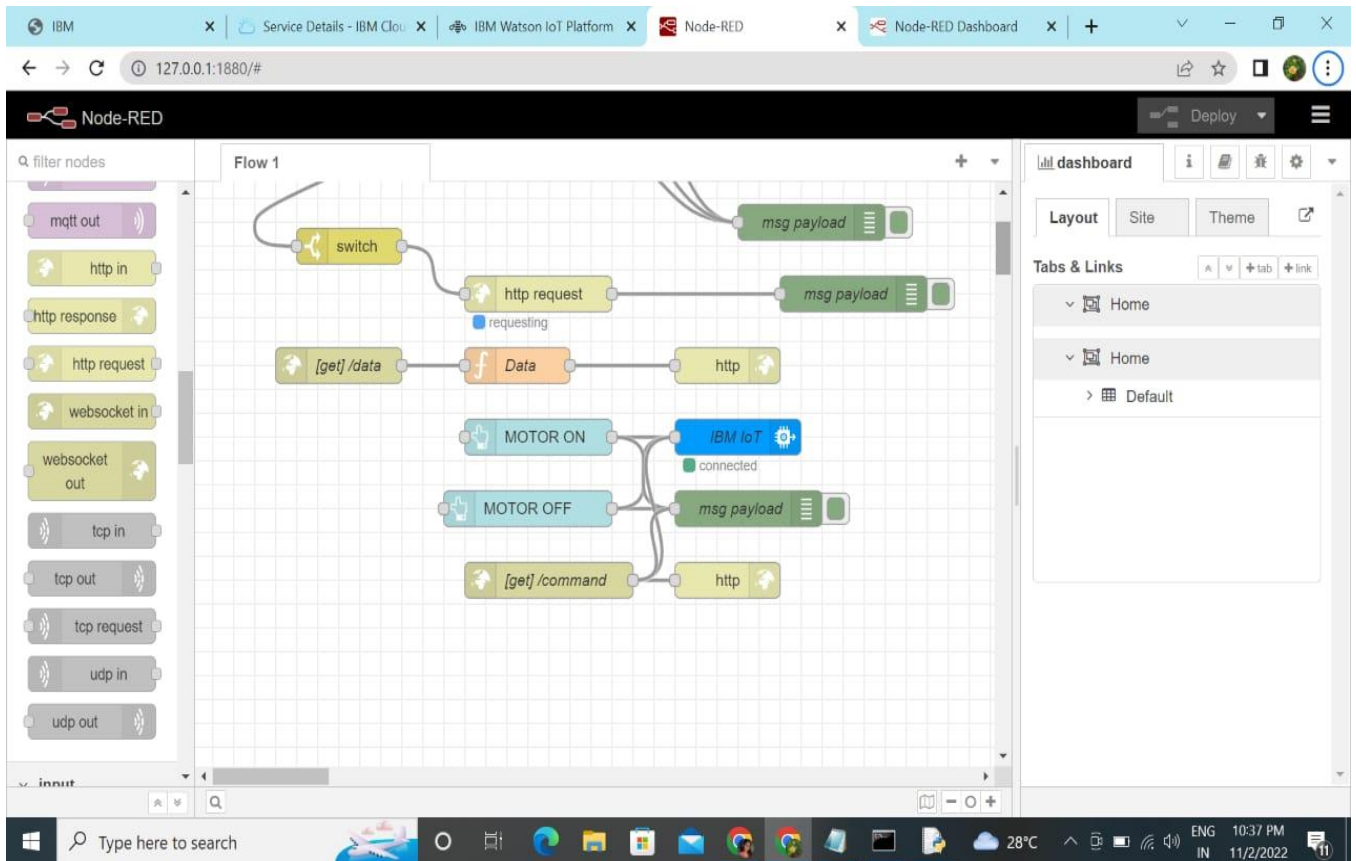 IBM
Service Details - IBM Clou
IBM Watson IoT Platform
Node-RED
Node-RED Dashboard
127.0.0.1:1880/#
Node-RED
Deploy
filter nodes
Flow 1
dashboard
mqtt out
http in
http response
http request
websocket in
websocket
out
tcp in
tcp out
tcp request
udp in
udp out
input
switch
msg payload
http request
requesting
msg payload
[get] /data
Data
http
MOTOR ON
IBM IoT
connected
MOTOR OFF
msg payload
[get] /command
http
Layout
Site
Theme
Tabs & Links
+ tab
+ link
Home
Home
Default
Type here to search
28°C
ENG
IN
10:37 PM
11/2/2022
11